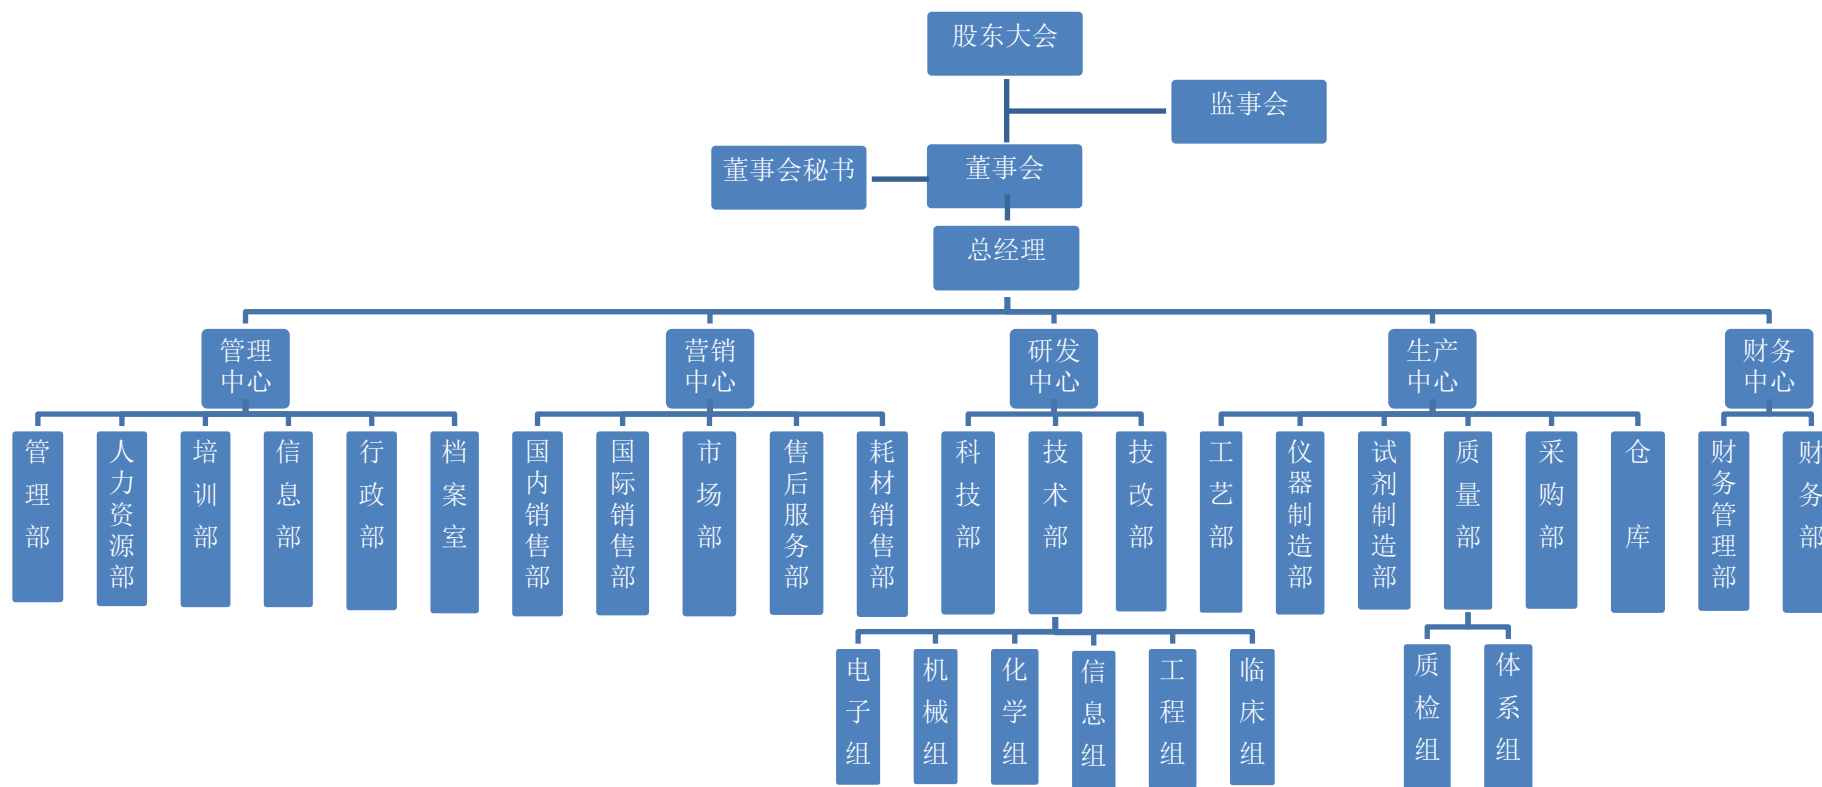 股东大会
监事会
董事会秘书
董事会
总经理
管理
中心
营销
中心
研发
中心
生产
中心
财务
中心
管理部
人力资源部
培训部
信息部
行政部
档案室
国内销售部
国际销售部
市场部
售后服务部
耗材销售部
科技部
技术部
技改部
工艺部
仪器制造部
试剂制造部
质量部
采购部
仓库
财务管理部
财务部
电子组
机械组
化学组
信息组
工程组
临床组
质检组
体系组